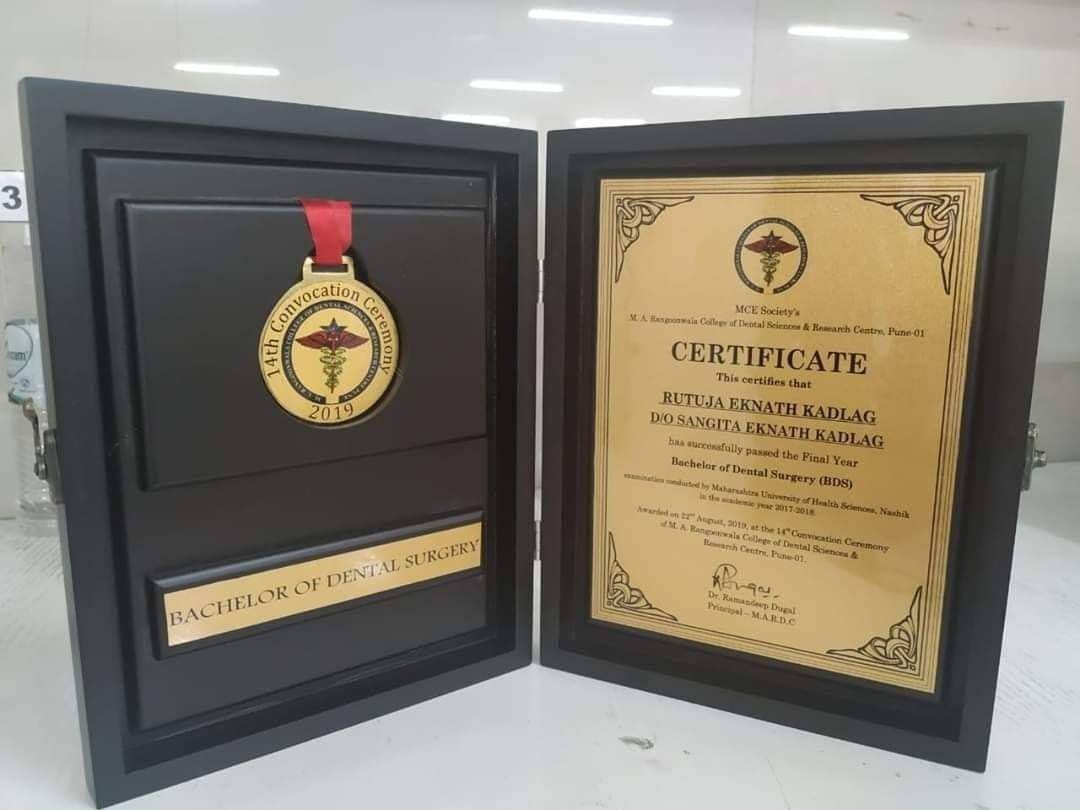 3
14th Convocation Ceremony
2019
BACHELOR OF DENTAL SURGERY
MCE Society's
M. A. Rangoonwala College of Dental Sciences & Research Centre, Pune-01
CERTIFICATE
This certifies that
RUTUJA EKNATH KADLAG
D/O SANGITA EKNATH KADLAG
has successfully passed the Final Year
Bachelor of Dental Surgery (BDS)
examination conducted by Maharashtra University of Health Sciences, Nashik
in the academic year 2017-2018.
Awarded on 22nd August, 2019, at the 14th Convocation Ceremony
of M. A. Rangoonwala College of Dental Sciences &
Research Centre, Pune-01.
Dr. Ramandeep Dugal
Principal – M.A.R.D.C